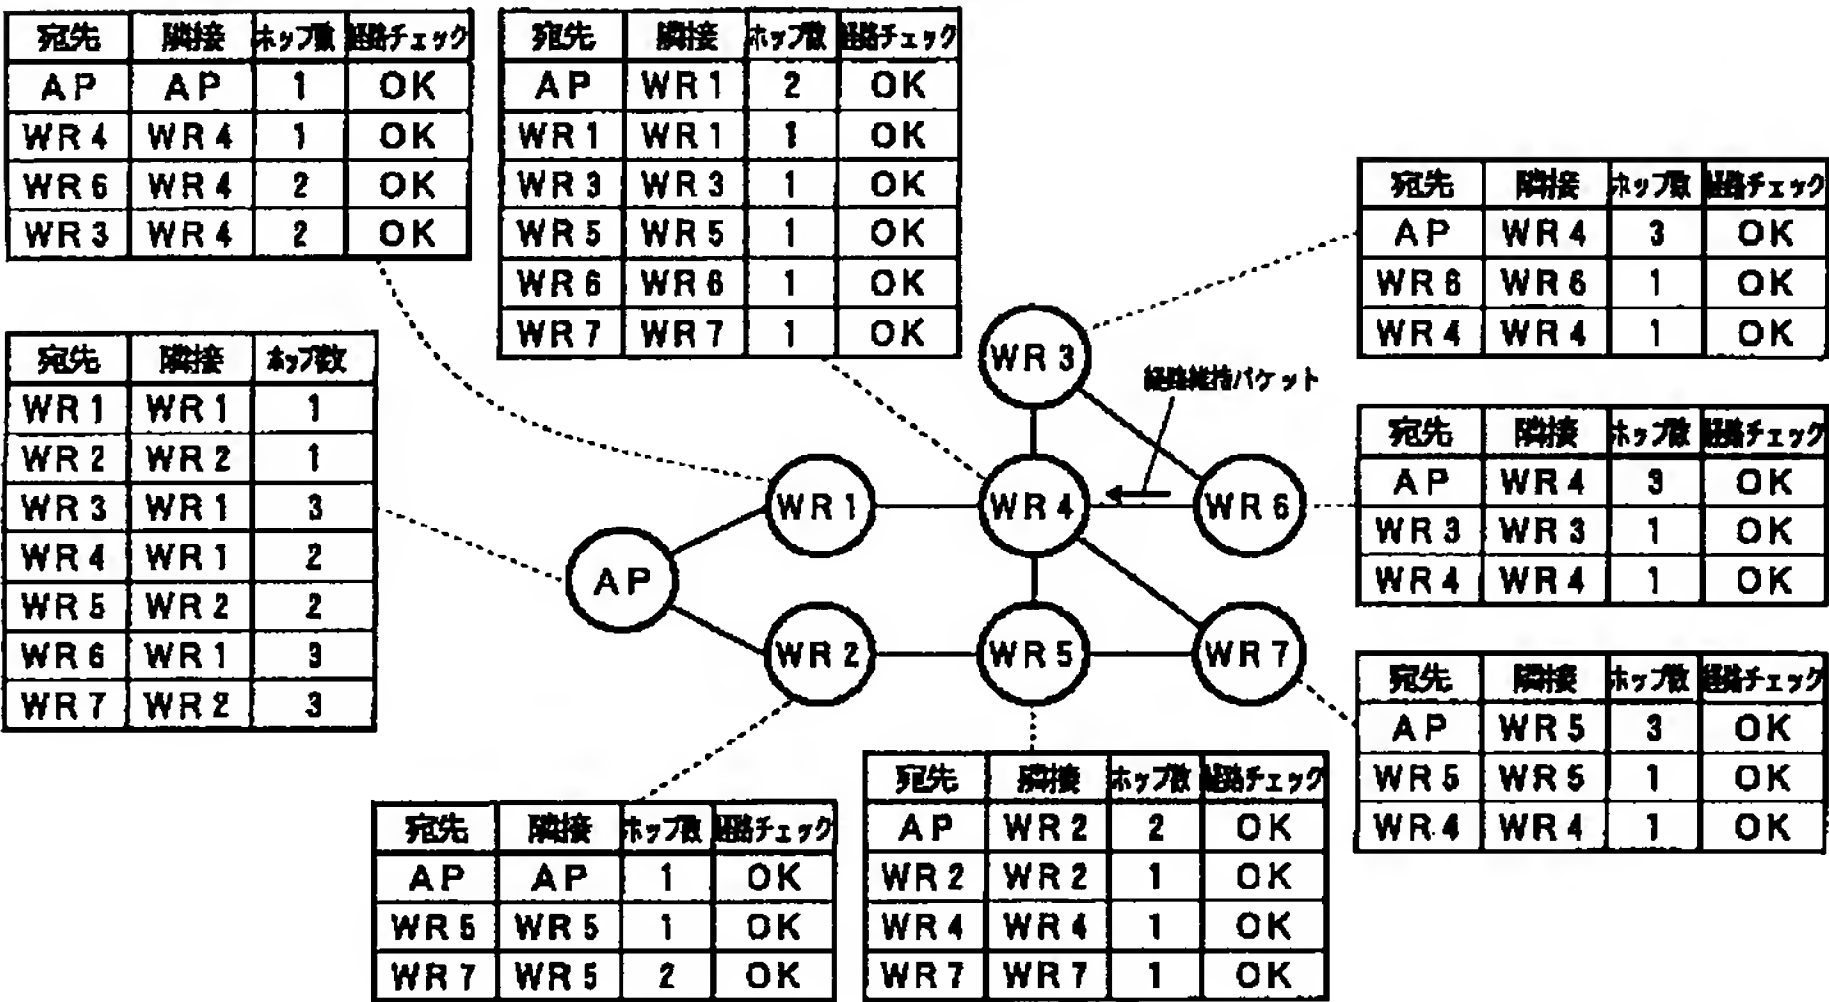 宛先 隣接 ホップ数 経路チェック
AP AP 1 OK
WR4 WR4 1 OK
WR6 WR4 2 OK
WR3 WR4 2 OK
宛先 隣接 ホップ数 経路チェック
AP WR1 2 OK
WR1 WR1 1 OK
WR3 WR3 1 OK
WR5 WR5 1 OK
WR6 WR6 1 OK
WR7 WR7 1 OK
宛先 隣接 ホップ数 経路チェック
AP WR4 3 OK
WR6 WR6 1 OK
WR4 WR4 1 OK
宛先 隣接 ホップ数
WR1 WR1 1
WR2 WR2 1
WR3 WR1 3
WR4 WR1 2
WR5 WR2 2
WR6 WR1 3
WR7 WR2 3
WR3
経路維持パケット
宛先 隣接 ホップ数 経路チェック
AP WR4 3 OK
WR3 WR3 1 OK
WR4 WR4 1 OK
WR1
WR4
WR6
AP
WR2
WR5
WR7
宛先 隣接 ホップ数 経路チェック
AP WR5 3 OK
WR5 WR5 1 OK
WR4 WR4 1 OK
宛先 隣接 ホップ数 経路チェック
AP AP 1 OK
WR5 WR5 1 OK
WR7 WR5 2 OK
宛先 隣接 ホップ数 経路チェック
AP WR2 2 OK
WR2 WR2 1 OK
WR4 WR4 1 OK
WR7 WR7 1 OK